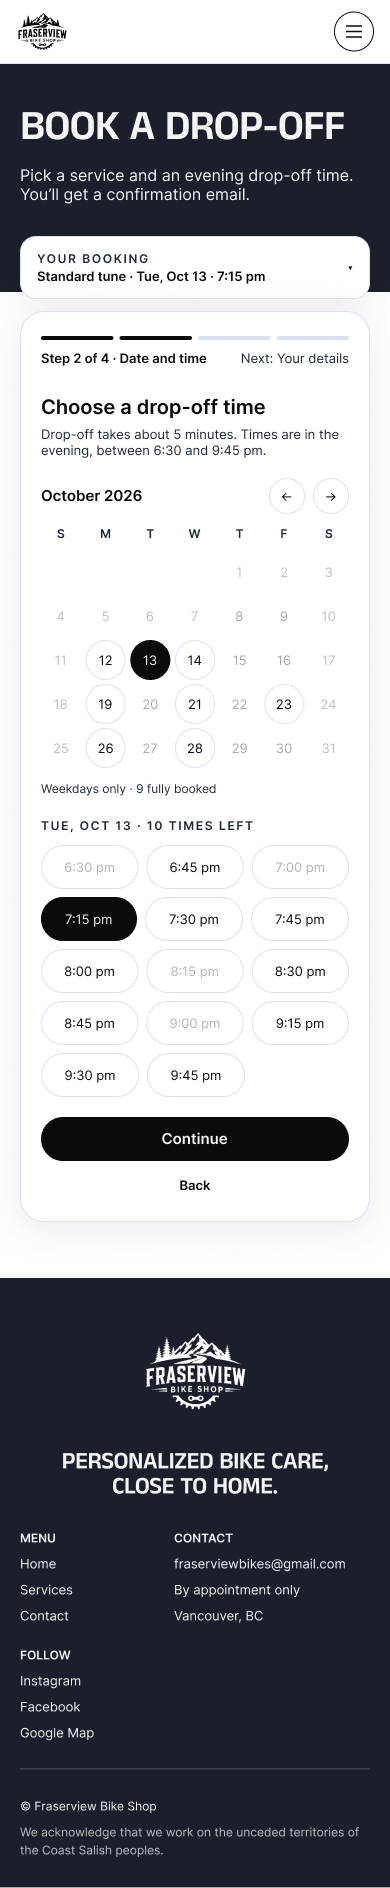 FRASERVIEW
BIKE SHOP
BOOK A DROP-OFF
Pick a service and an evening drop-off time.
You'll get a confirmation email.
YOUR BOOKING
Standard tune · Tue, Oct 13 · 7:15 pm
Step 2 of 4 · Date and time Next: Your details
Choose a drop-off time
Drop-off takes about 5 minutes. Times are in the
evening, between 6:30 and 9:45 pm.
October 2026 ← →
S M T W T F S
1 2 3
4 5 6 7 8 9 10
11 12 13 14 15 16 17
18 19 20 21 22 23 24
25 26 27 28 29 30 31
Weekdays only · 9 fully booked
TUE, OCT 13 · 10 TIMES LEFT
6:30 pm 6:45 pm 7:00 pm
7:15 pm 7:30 pm 7:45 pm
8:00 pm 8:15 pm 8:30 pm
8:45 pm 9:00 pm 9:15 pm
9:30 pm 9:45 pm
Continue
Back
FRASERVIEW
BIKE SHOP
PERSONALIZED BIKE CARE,
CLOSE TO HOME.
MENU
Home
Services
Contact
CONTACT
fraserviewbikes@gmail.com
By appointment only
Vancouver, BC
FOLLOW
Instagram
Facebook
Google Map
© Fraserview Bike Shop
We acknowledge that we work on the unceded territories of
the Coast Salish peoples.